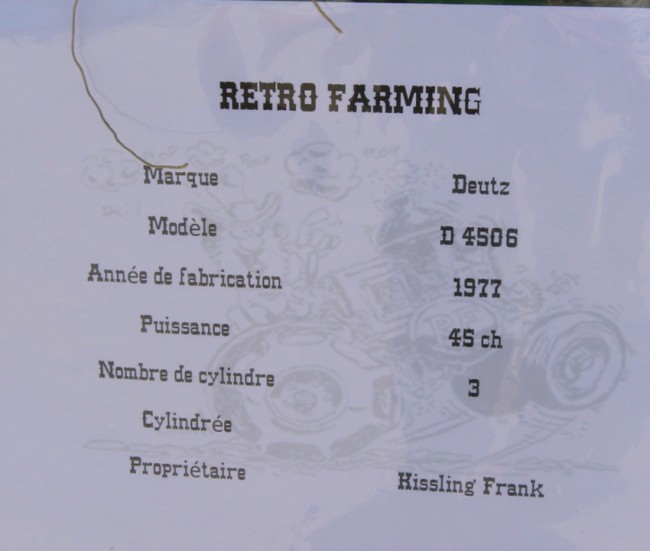 RETRO FARMING
Marque Deutz
Modèle D 4506
Année de fabrication 1977
Puissance 45 ch
Nombre de cylindre 3
Cylindrée
Propriétaire Kissling Frank